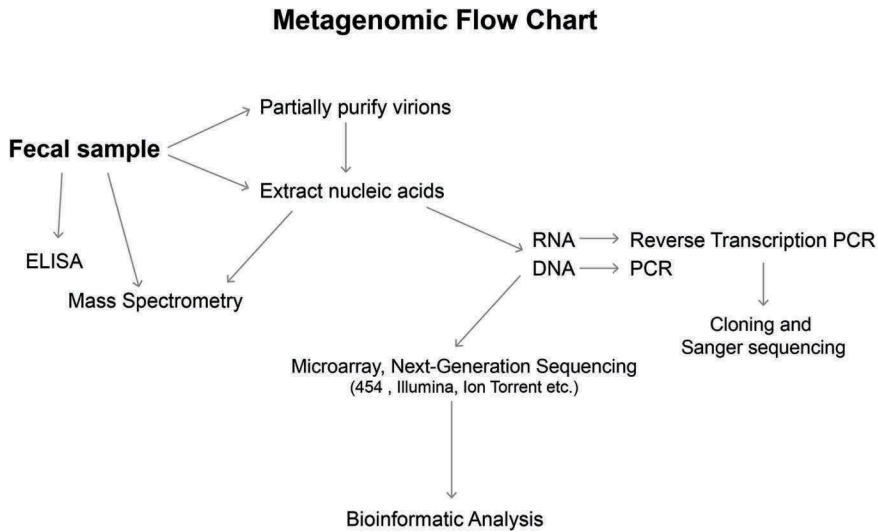 Metagenomic Flow Chart
Partially purify virions
Fecal sample
Extract nucleic acids
RNA
Reverse Transcription PCR
ELISA
DNA
PCR
Mass Spectrometry
Cloning and
Sanger sequencing
Microarray, Next-Generation Sequencing
(454 , Illumina, Ion Torrent etc.)
Bioinformatic Analysis